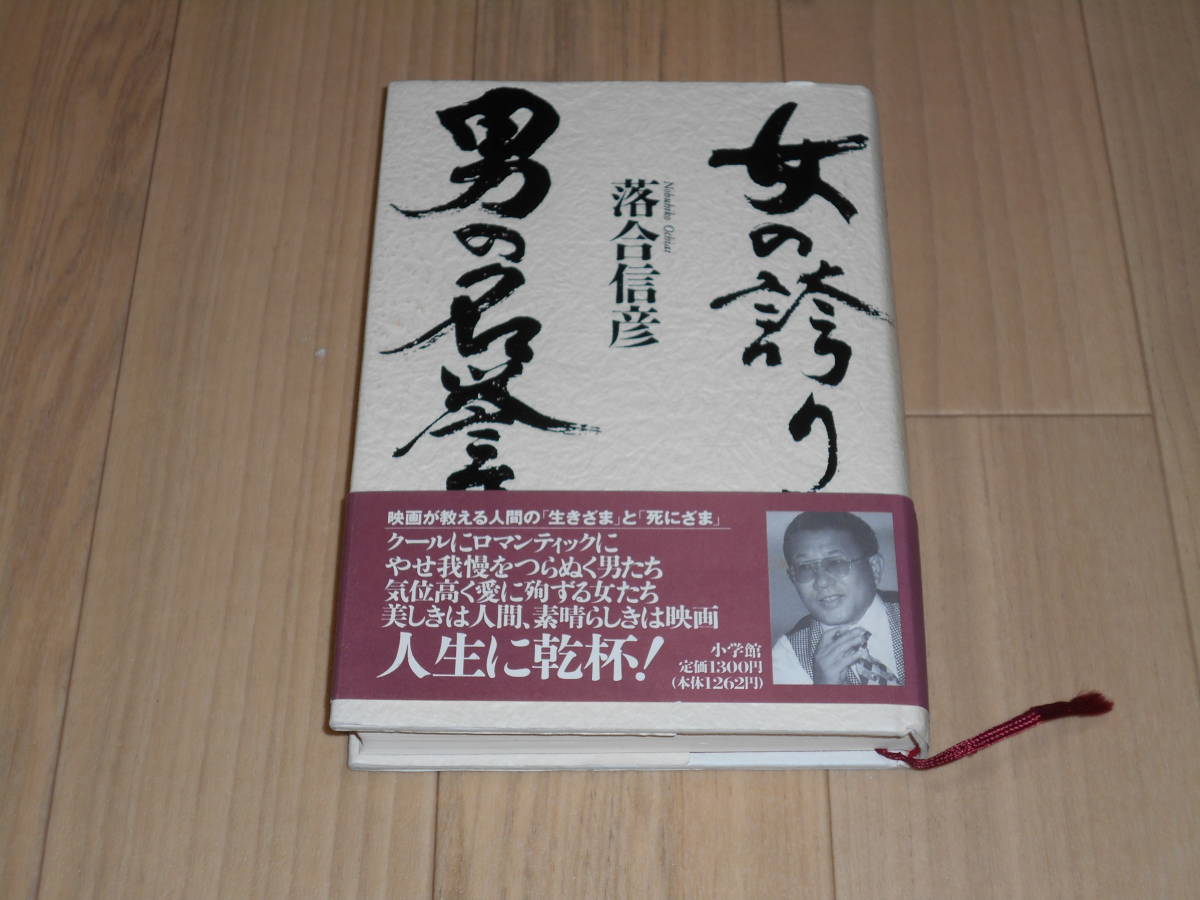 女の誇り
男の名誉
Nobuhiko Ochiai
落合信彦
映画が教える人間の「生きざま」と「死にざま」
クールにロマンティックに
やせ我慢をつらぬく男たち
気位高く愛に殉ずる女たち
美しきは人間、素晴らしきは映画
人生に乾杯!
小学館
定価1300円
(本体1262円)